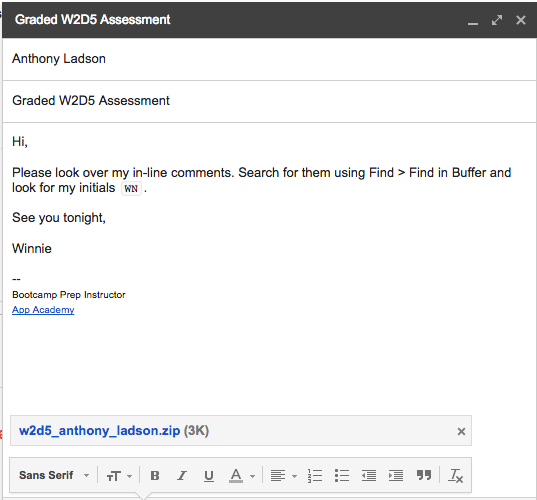 Graded W2D5 Assessment
Anthony Ladson
Graded W2D5 Assessment
Hi,
Please look over my in-line comments. Search for them using Find > Find in Buffer and
look for my initials WN .
See you tonight,
Winnie
--
Bootcamp Prep Instructor
App Academy
w2d5_anthony_ladson.zip (3K)
Sans Serif